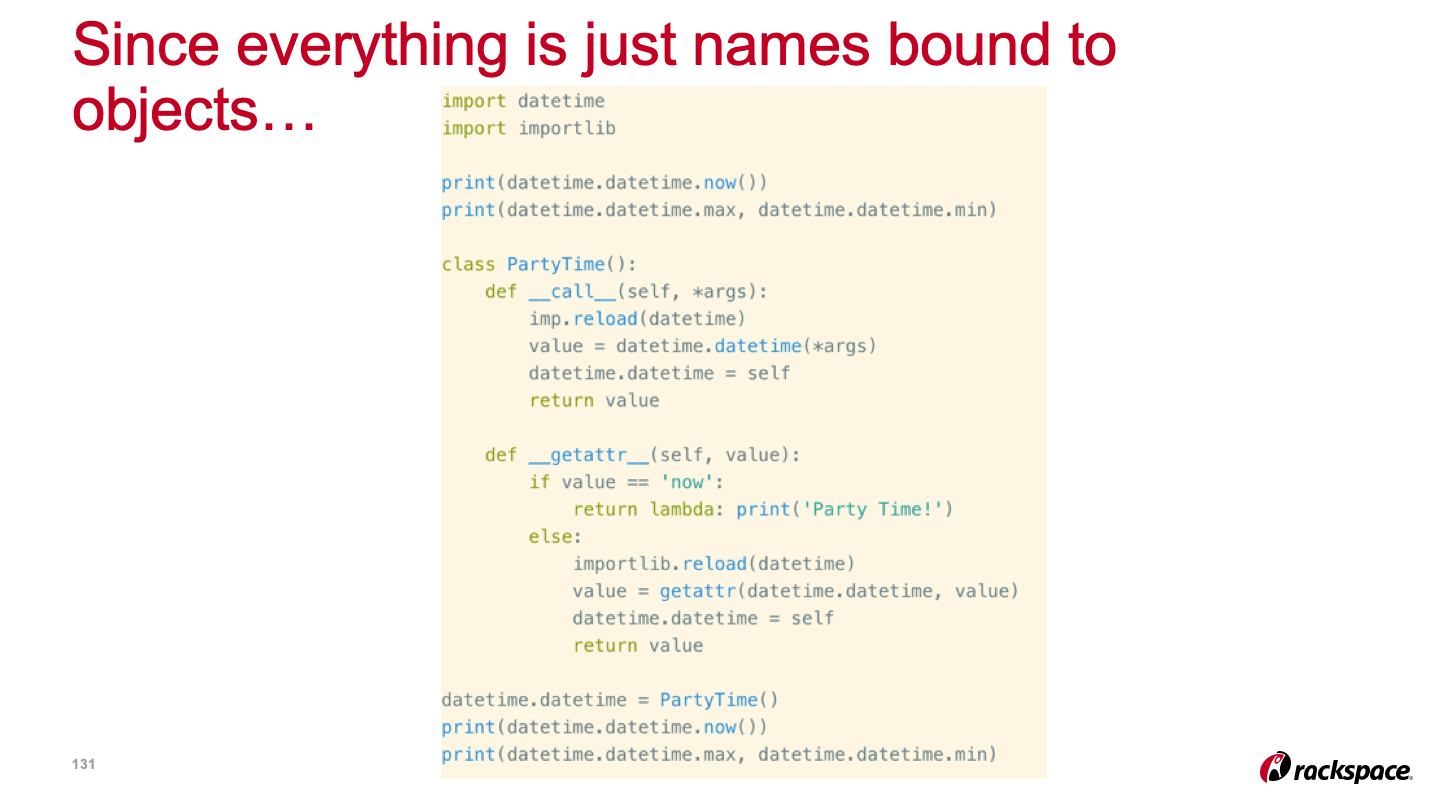 Since everything is just names bound to
objects…
import datetime
import importlib

print(datetime.datetime.now())
print(datetime.datetime.max, datetime.datetime.min)

class PartyTime():
    def __call__(self, *args):
        imp.reload(datetime)
        value = datetime.datetime(*args)
        datetime.datetime = self
        return value

    def __getattr__(self, value):
        if value == 'now':
            return lambda: print('Party Time!')
        else:
            importlib.reload(datetime)
            value = getattr(datetime.datetime, value)
            datetime.datetime = self
            return value

datetime.datetime = PartyTime()
print(datetime.datetime.now())
print(datetime.datetime.max, datetime.datetime.min)
131
rackspace.